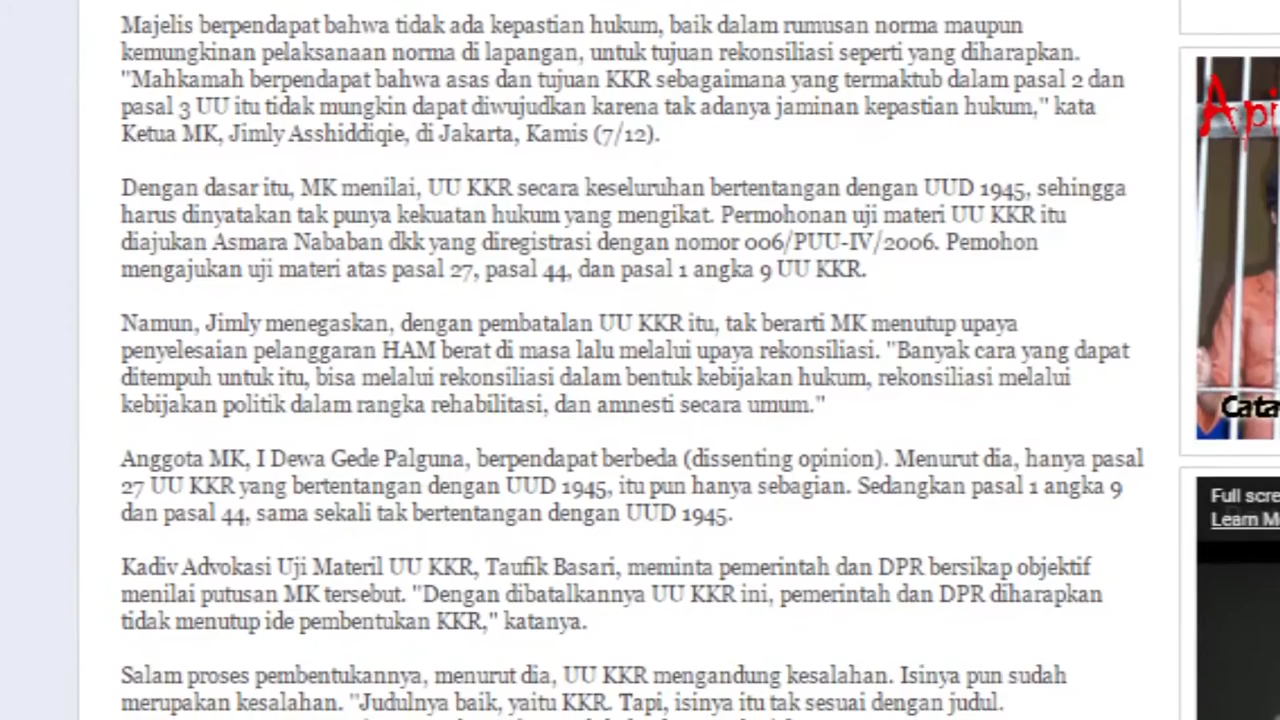 Majelis berpendapat bahwa tidak ada kepastian hukum, baik dalam rumusan norma maupun
kemungkinan pelaksanaan norma di lapangan, untuk tujuan rekonsiliasi seperti yang diharapkan.
"Mahkamah berpendapat bahwa asas dan tujuan KKR sebagaimana yang termaktub dalam pasal 2 dan
pasal 3 UU itu tidak mungkin dapat diwujudkan karena tak adanya jaminan kepastian hukum," kata
Ketua MK, Jimly Asshiddiqie, di Jakarta, Kamis (7/12).
Dengan dasar itu, MK menilai, UU KKR secara keseluruhan bertentangan dengan UUD 1945, sehingga
harus dinyatakan tak punya kekuatan hukum yang mengikat. Permohonan uji materi UU KKR itu
diajukan Asmara Nababan dkk yang diregistrasi dengan nomor 006/PUU-IV/2006. Pemohon
mengajukan uji materi atas pasal 27, pasal 44, dan pasal 1 angka 9 UU KKR.
Namun, Jimly menegaskan, dengan pembatalan UU KKR itu, tak berarti MK menutup upaya
penyelesaian pelanggaran HAM berat di masa lalu melalui upaya rekonsiliasi. "Banyak cara yang dapat
ditempuh untuk itu, bisa melalui rekonsiliasi dalam bentuk kebijakan hukum, rekonsiliasi melalui
kebijakan politik dalam rangka rehabilitasi, dan amnesti secara umum."
Anggota MK, I Dewa Gede Palguna, berpendapat berbeda (dissenting opinion). Menurut dia, hanya pasal
27 UU KKR yang bertentangan dengan UUD 1945, itu pun hanya sebagian. Sedangkan pasal 1 angka 9
dan pasal 44, sama sekali tak bertentangan dengan UUD 1945.
Kadiv Advokasi Uji Materil UU KKR, Taufik Basari, meminta pemerintah dan DPR bersikap objektif
menilai putusan MK tersebut. "Dengan dibatalkannya UU KKR ini, pemerintah dan DPR diharapkan
tidak menutup ide pembentukan KKR," katanya.
Salam proses pembentukannya, menurut dia, UU KKR mengandung kesalahan. Isinya pun sudah
merupakan kesalahan. "Judulnya baik, yaitu KKR. Tapi, isinya itu tak sesuai dengan judul.
Api
Cata
Full scre
Learn M